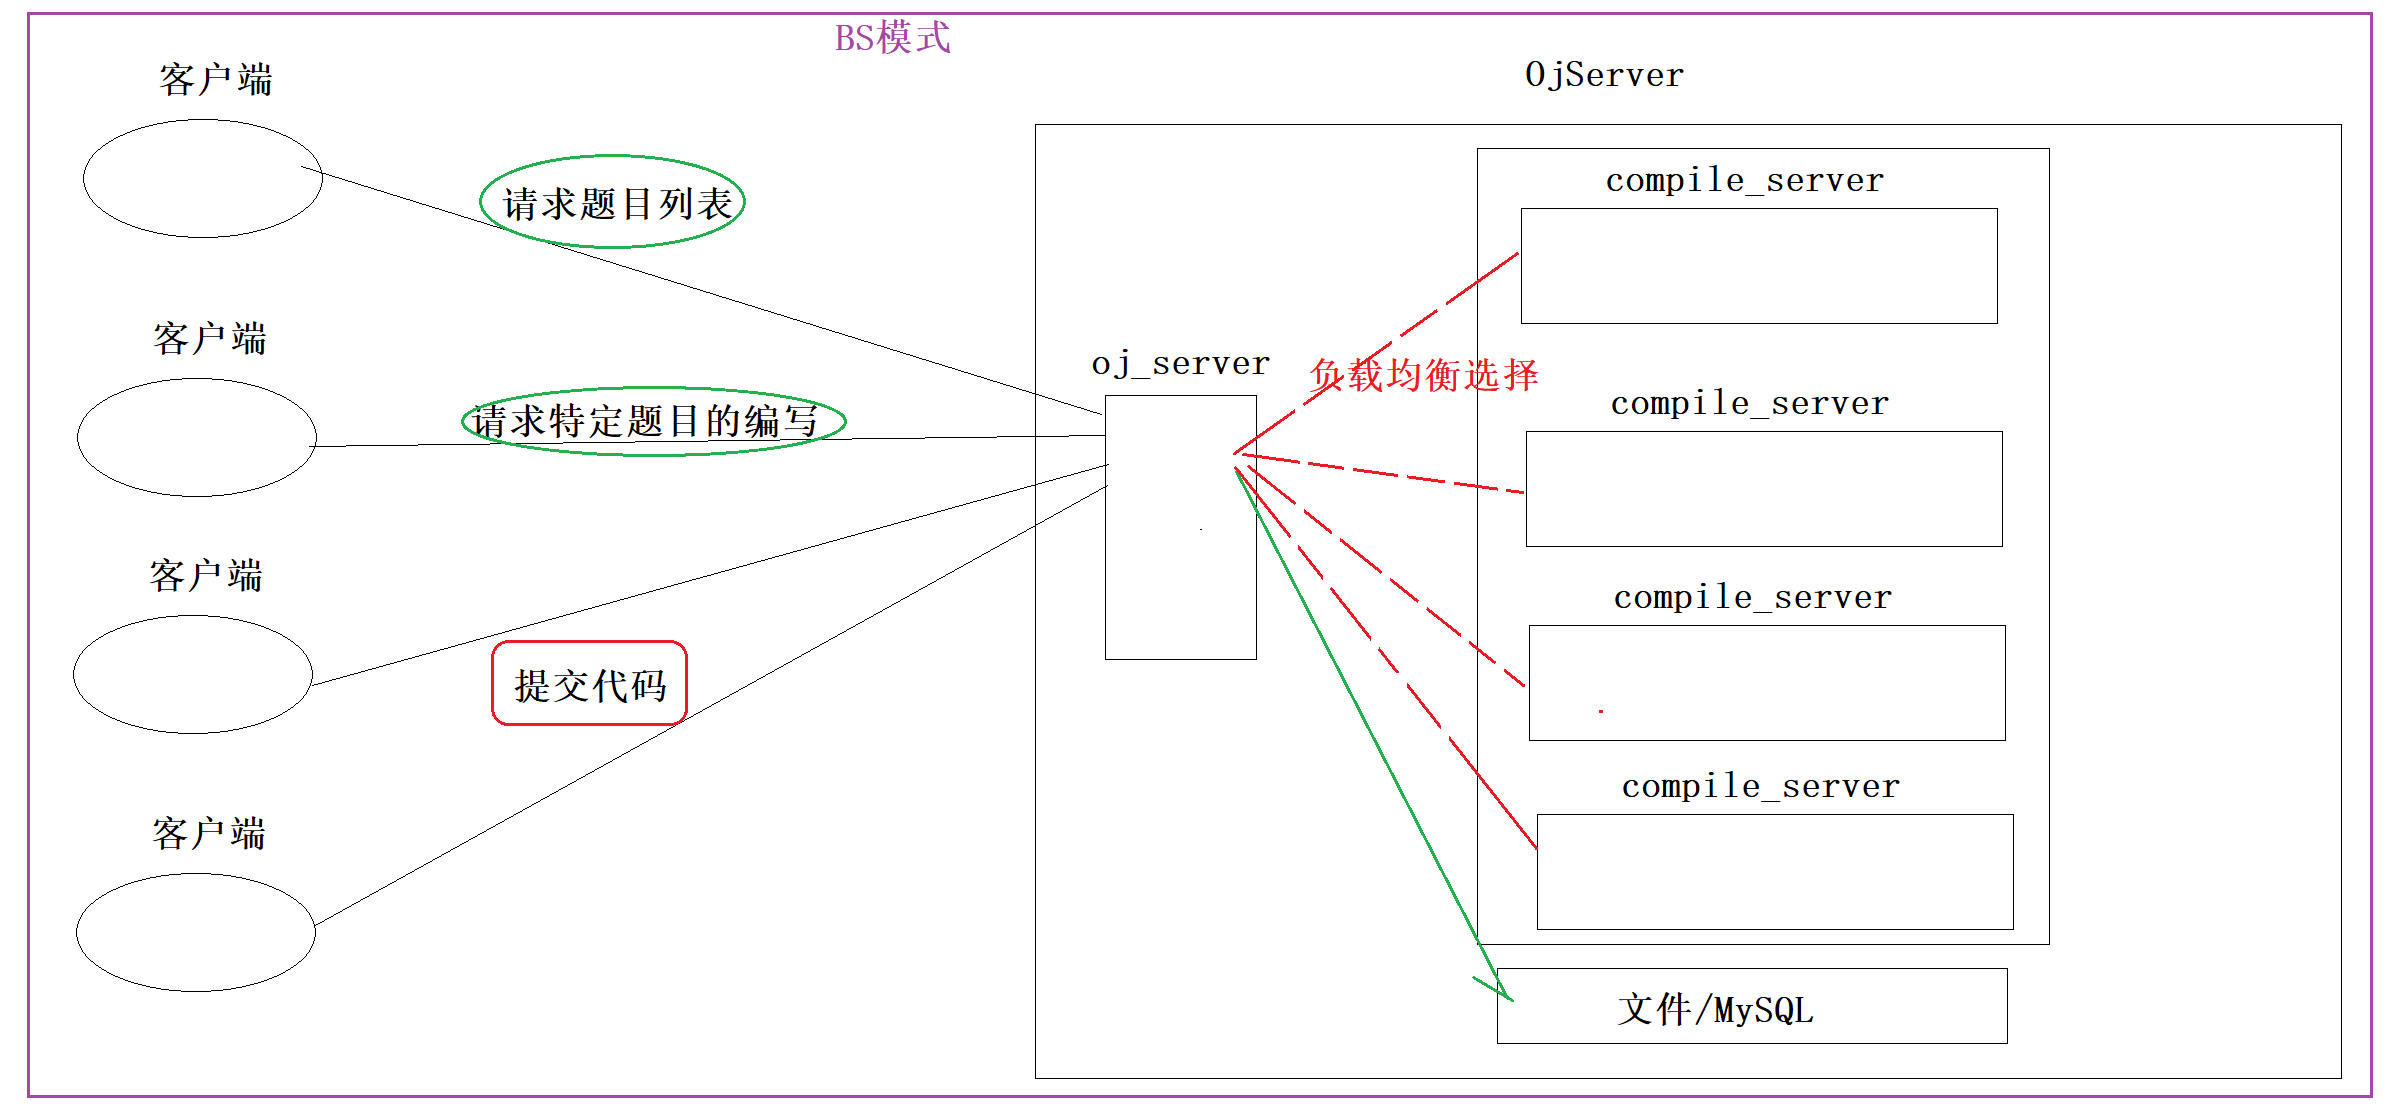 BS模式
OjServer
客户端
请求题目列表
客户端
请求特定题目的编写
客户端
提交代码
客户端
oj_server
负载均衡选择
compile_server
compile_server
compile_server
compile_server
文件/MySQL